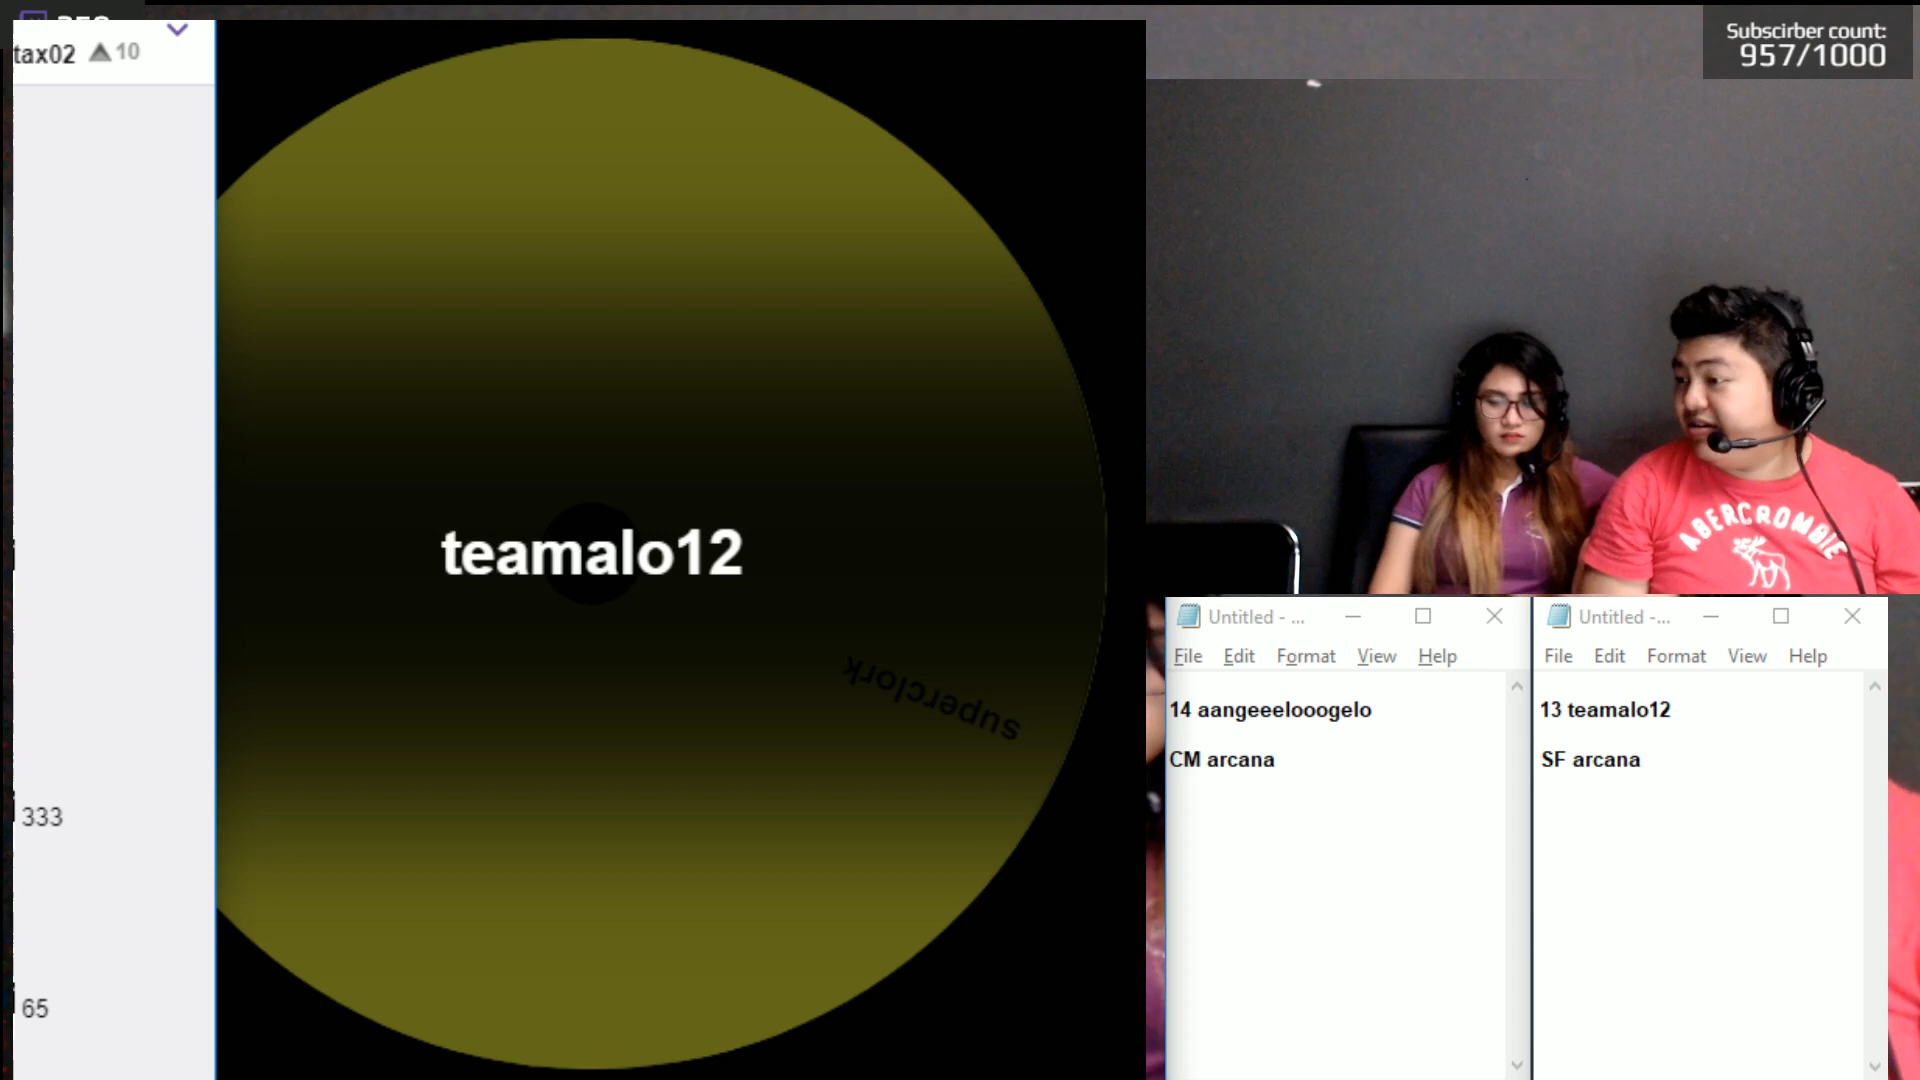 tax02 10
Subscirber count:
957/1000
teamalo12
superclork
333
65
Untitled - ...
File Edit Format View Help
14 aangeeelooogelo
CM arcana
Untitled -...
File Edit Format View Help
13 teamalo12
SF arcana
ABERCROMBIE